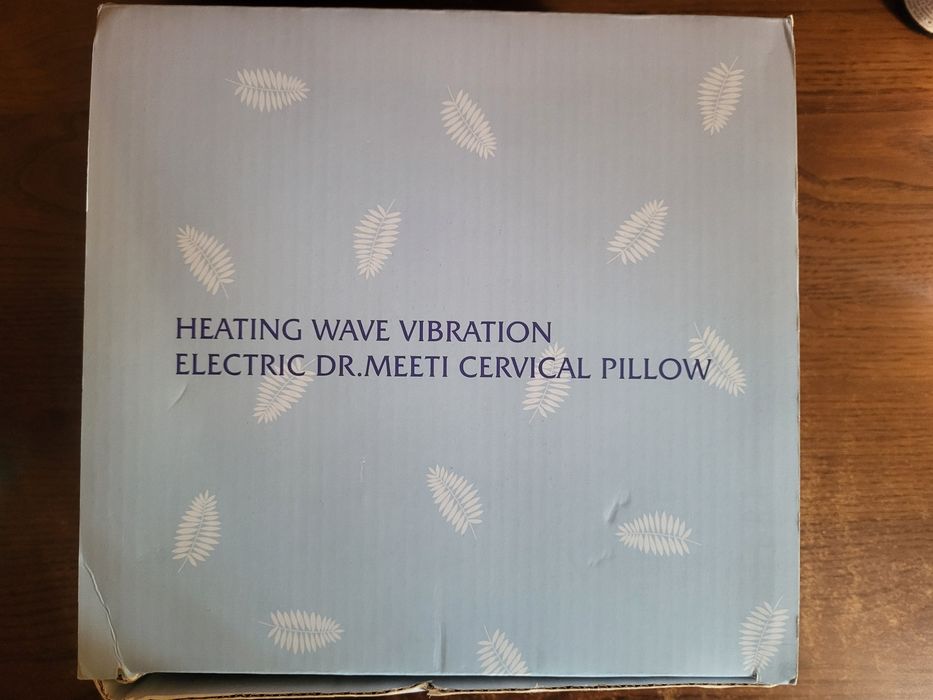 HEATING WAVE VIBRATION
ELECTRIC DR.MEETI CERVICAL PILLOW